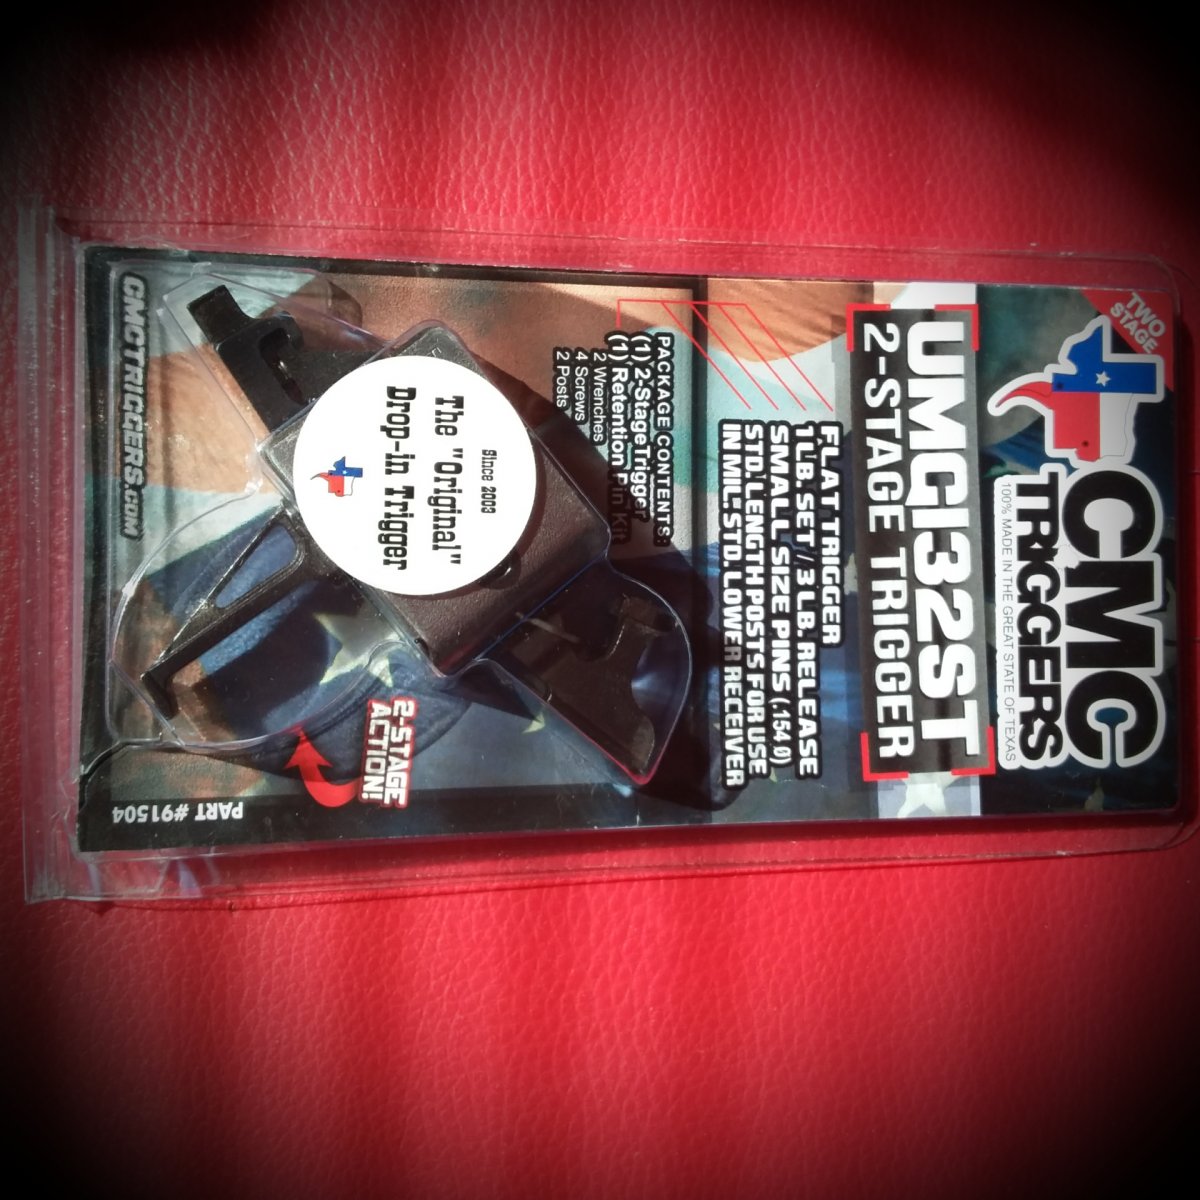 TWO
STAGE
CMC
TRIGGERS
100% MADE IN THE GREAT STATE OF TEXAS
UMCI32ST
2-STAGE TRIGGER
FLAT TRIGGER
1 LB. SET / 3 LB. RELEASE
SMALL SIZE PINS (.154 Ø)
STD. LENGTH POSTS FOR USE
IN MIL-STD. LOWER RECEIVER
PACKAGE CONTENTS:
(1) 2-Stage Trigger
(1) Retention Pin Kit
2 Wrenches
4 Screws
2 Posts
Since 2003
The "Original"
Drop-in Trigger
2-STAGE
ACTION!
CMCTRIGGERS.COM
PART #91504